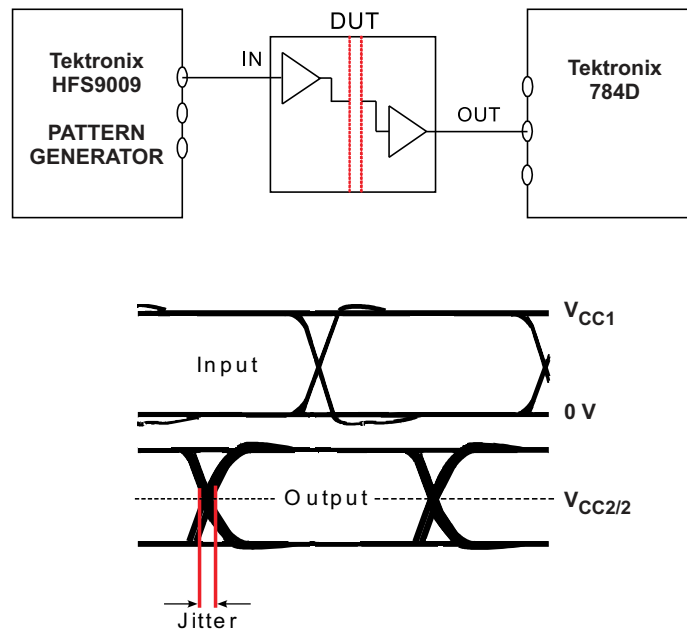 DUT
Tektronix
HFS9009
PATTERN
GENERATOR
IN
OUT
Tektronix
784D
VCC1
Input
0 V
Output
VCC2/2
Jitter